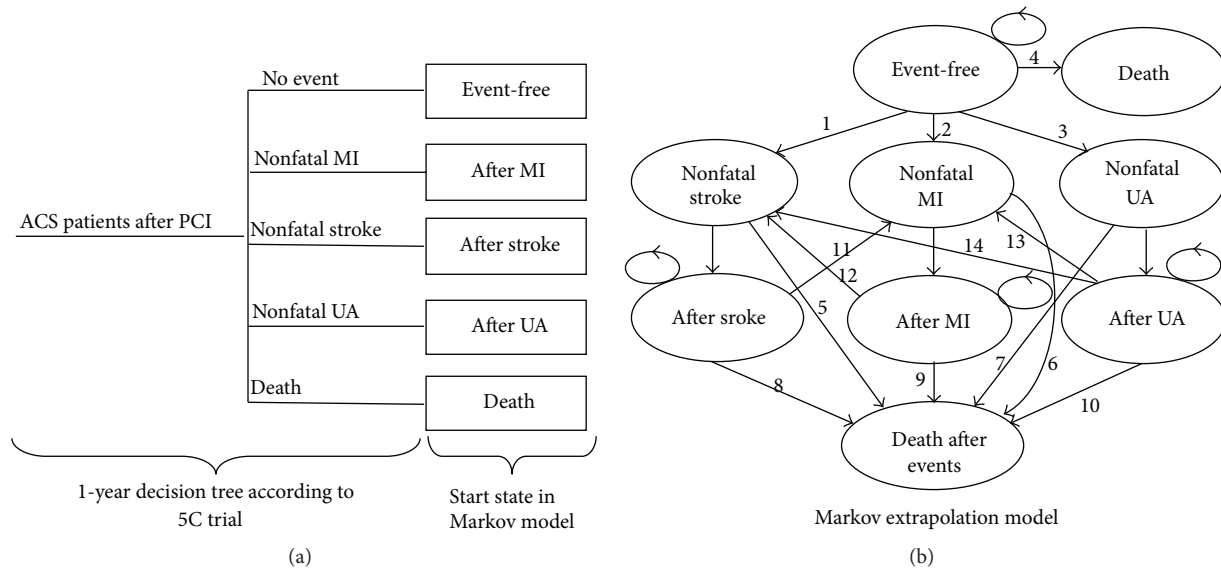 No event
Event-free
Nonfatal MI
After MI
ACS patients after PCI
Nonfatal stroke
After stroke
Nonfatal UA
After UA
Death
Death
1-year decision tree according to
5C trial
Start state in
Markov model
(a)
Event-free
4
Death
1
2
3
Nonfatal
stroke
Nonfatal
MI
Nonfatal
UA
11
14
13
12
After sroke
5
After MI
After UA
8
9
7
6
10
Death after
events
Markov extrapolation model
(b)